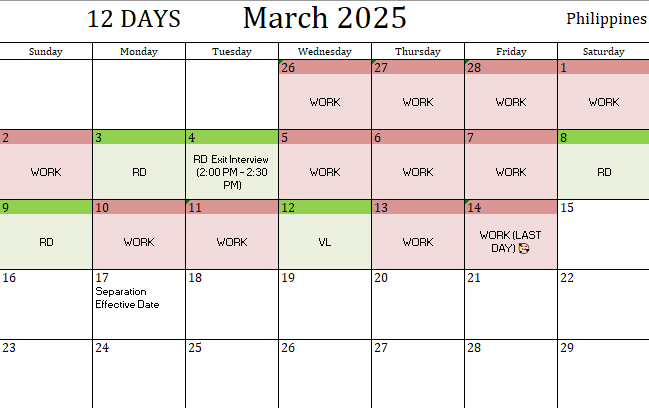 12 DAYS March 2025 Philippines
Sunday Monday Tuesday Wednesday Thursday Friday Saturday
26 27 28 1
WORK WORK WORK WORK
2 3 4 5 6 7 8
WORK RD RD Exit Interview (2:00 PM - 2:30 PM) WORK WORK WORK RD
9 10 11 12 13 14 15
RD WORK WORK VL WORK WORK (LAST DAY) 🥰
16 17 18 19 20 21 22
Separation Effective Date
23 24 25 26 27 28 29